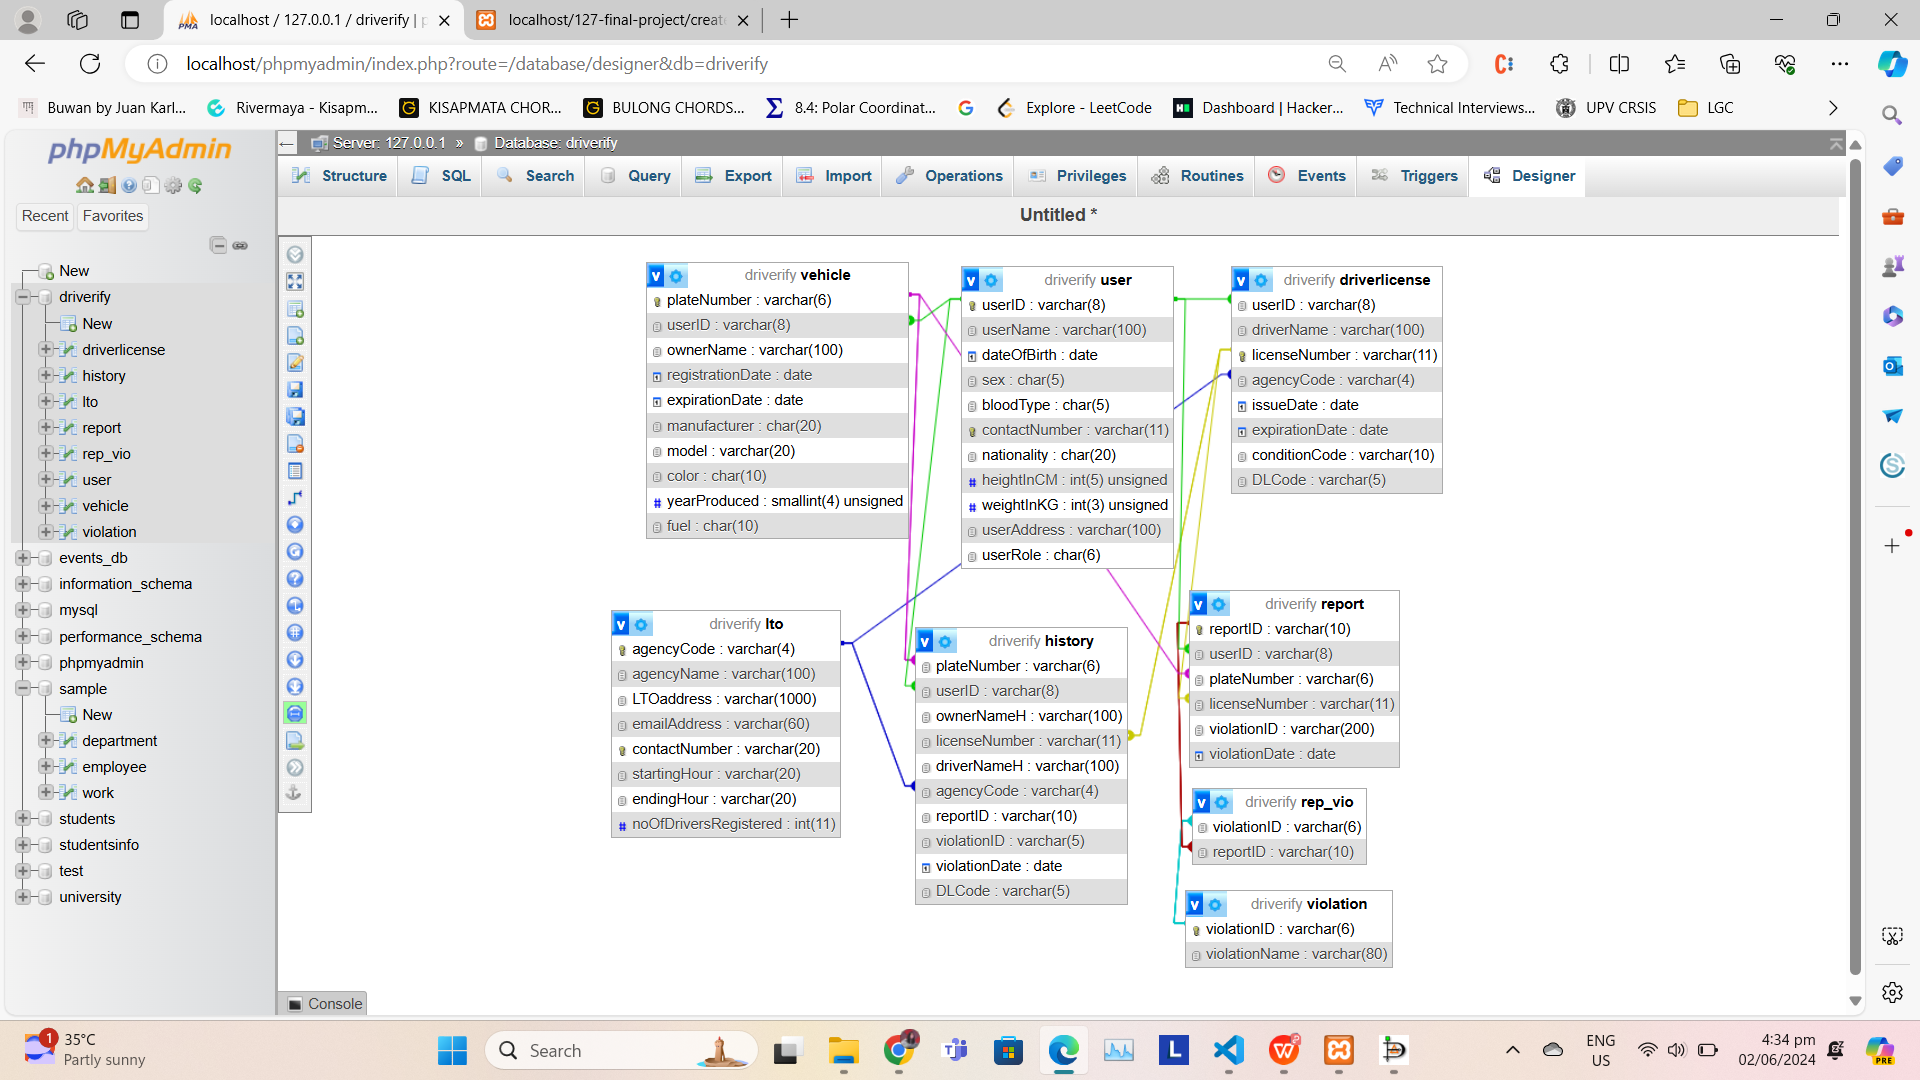 localhost / 127.0.0.1 / driverify | p
localhost/127-final-project/create
localhost/phpmyadmin/index.php?route=/database/designer&db=driverify
Buwan by Juan Karl...
Rivermaya - Kisapm...
KISAPMATA CHOR...
BULONG CHORDS...
8.4: Polar Coordinat...
Explore - LeetCode
Dashboard | Hacker...
Technical Interviews...
UPV CRSIS
LGC
phpMyAdmin
Recent
Favorites
New
driverify
New
driverlicense
history
lto
report
rep_vio
user
vehicle
violation
events_db
information_schema
mysql
performance_schema
phpmyadmin
sample
New
department
employee
work
students
studentsinfo
test
university
Server: 127.0.0.1 » Database: driverify
Structure
SQL
Search
Query
Export
Import
Operations
Privileges
Routines
Events
Triggers
Designer
Untitled *
v driverify vehicle
plateNumber : varchar(6)
userID : varchar(8)
ownerName : varchar(100)
registrationDate : date
expirationDate : date
manufacturer : char(20)
model : varchar(20)
color : char(10)
# yearProduced : smallint(4) unsigned
fuel : char(10)
v driverify user
userID : varchar(8)
userName : varchar(100)
dateOfBirth : date
sex : char(5)
bloodType : char(5)
contactNumber : varchar(11)
nationality : char(20)
# heightInCM : int(5) unsigned
# weightInKG : int(3) unsigned
userAddress : varchar(100)
userRole : char(6)
v driverify driverlicense
userID : varchar(8)
driverName : varchar(100)
licenseNumber : varchar(11)
agencyCode : varchar(4)
issueDate : date
expirationDate : date
conditionCode : varchar(10)
DLCode : varchar(5)
v driverify lto
agencyCode : varchar(4)
agencyName : varchar(100)
LTOaddress : varchar(1000)
emailAddress : varchar(60)
contactNumber : varchar(20)
startingHour : varchar(20)
endingHour : varchar(20)
# noOfDriversRegistered : int(11)
v driverify history
plateNumber : varchar(6)
userID : varchar(8)
ownerNameH : varchar(100)
licenseNumber : varchar(11)
driverNameH : varchar(100)
agencyCode : varchar(4)
reportID : varchar(10)
violationID : varchar(5)
violationDate : date
DLCode : varchar(5)
v driverify report
reportID : varchar(10)
userID : varchar(8)
plateNumber : varchar(6)
licenseNumber : varchar(11)
violationID : varchar(200)
violationDate : date
v driverify rep_vio
violationID : varchar(6)
reportID : varchar(10)
v driverify violation
violationID : varchar(6)
violationName : varchar(80)
Console
1
35°C
Partly sunny
Search
ENG
US
4:34 pm
02/06/2024
PRE